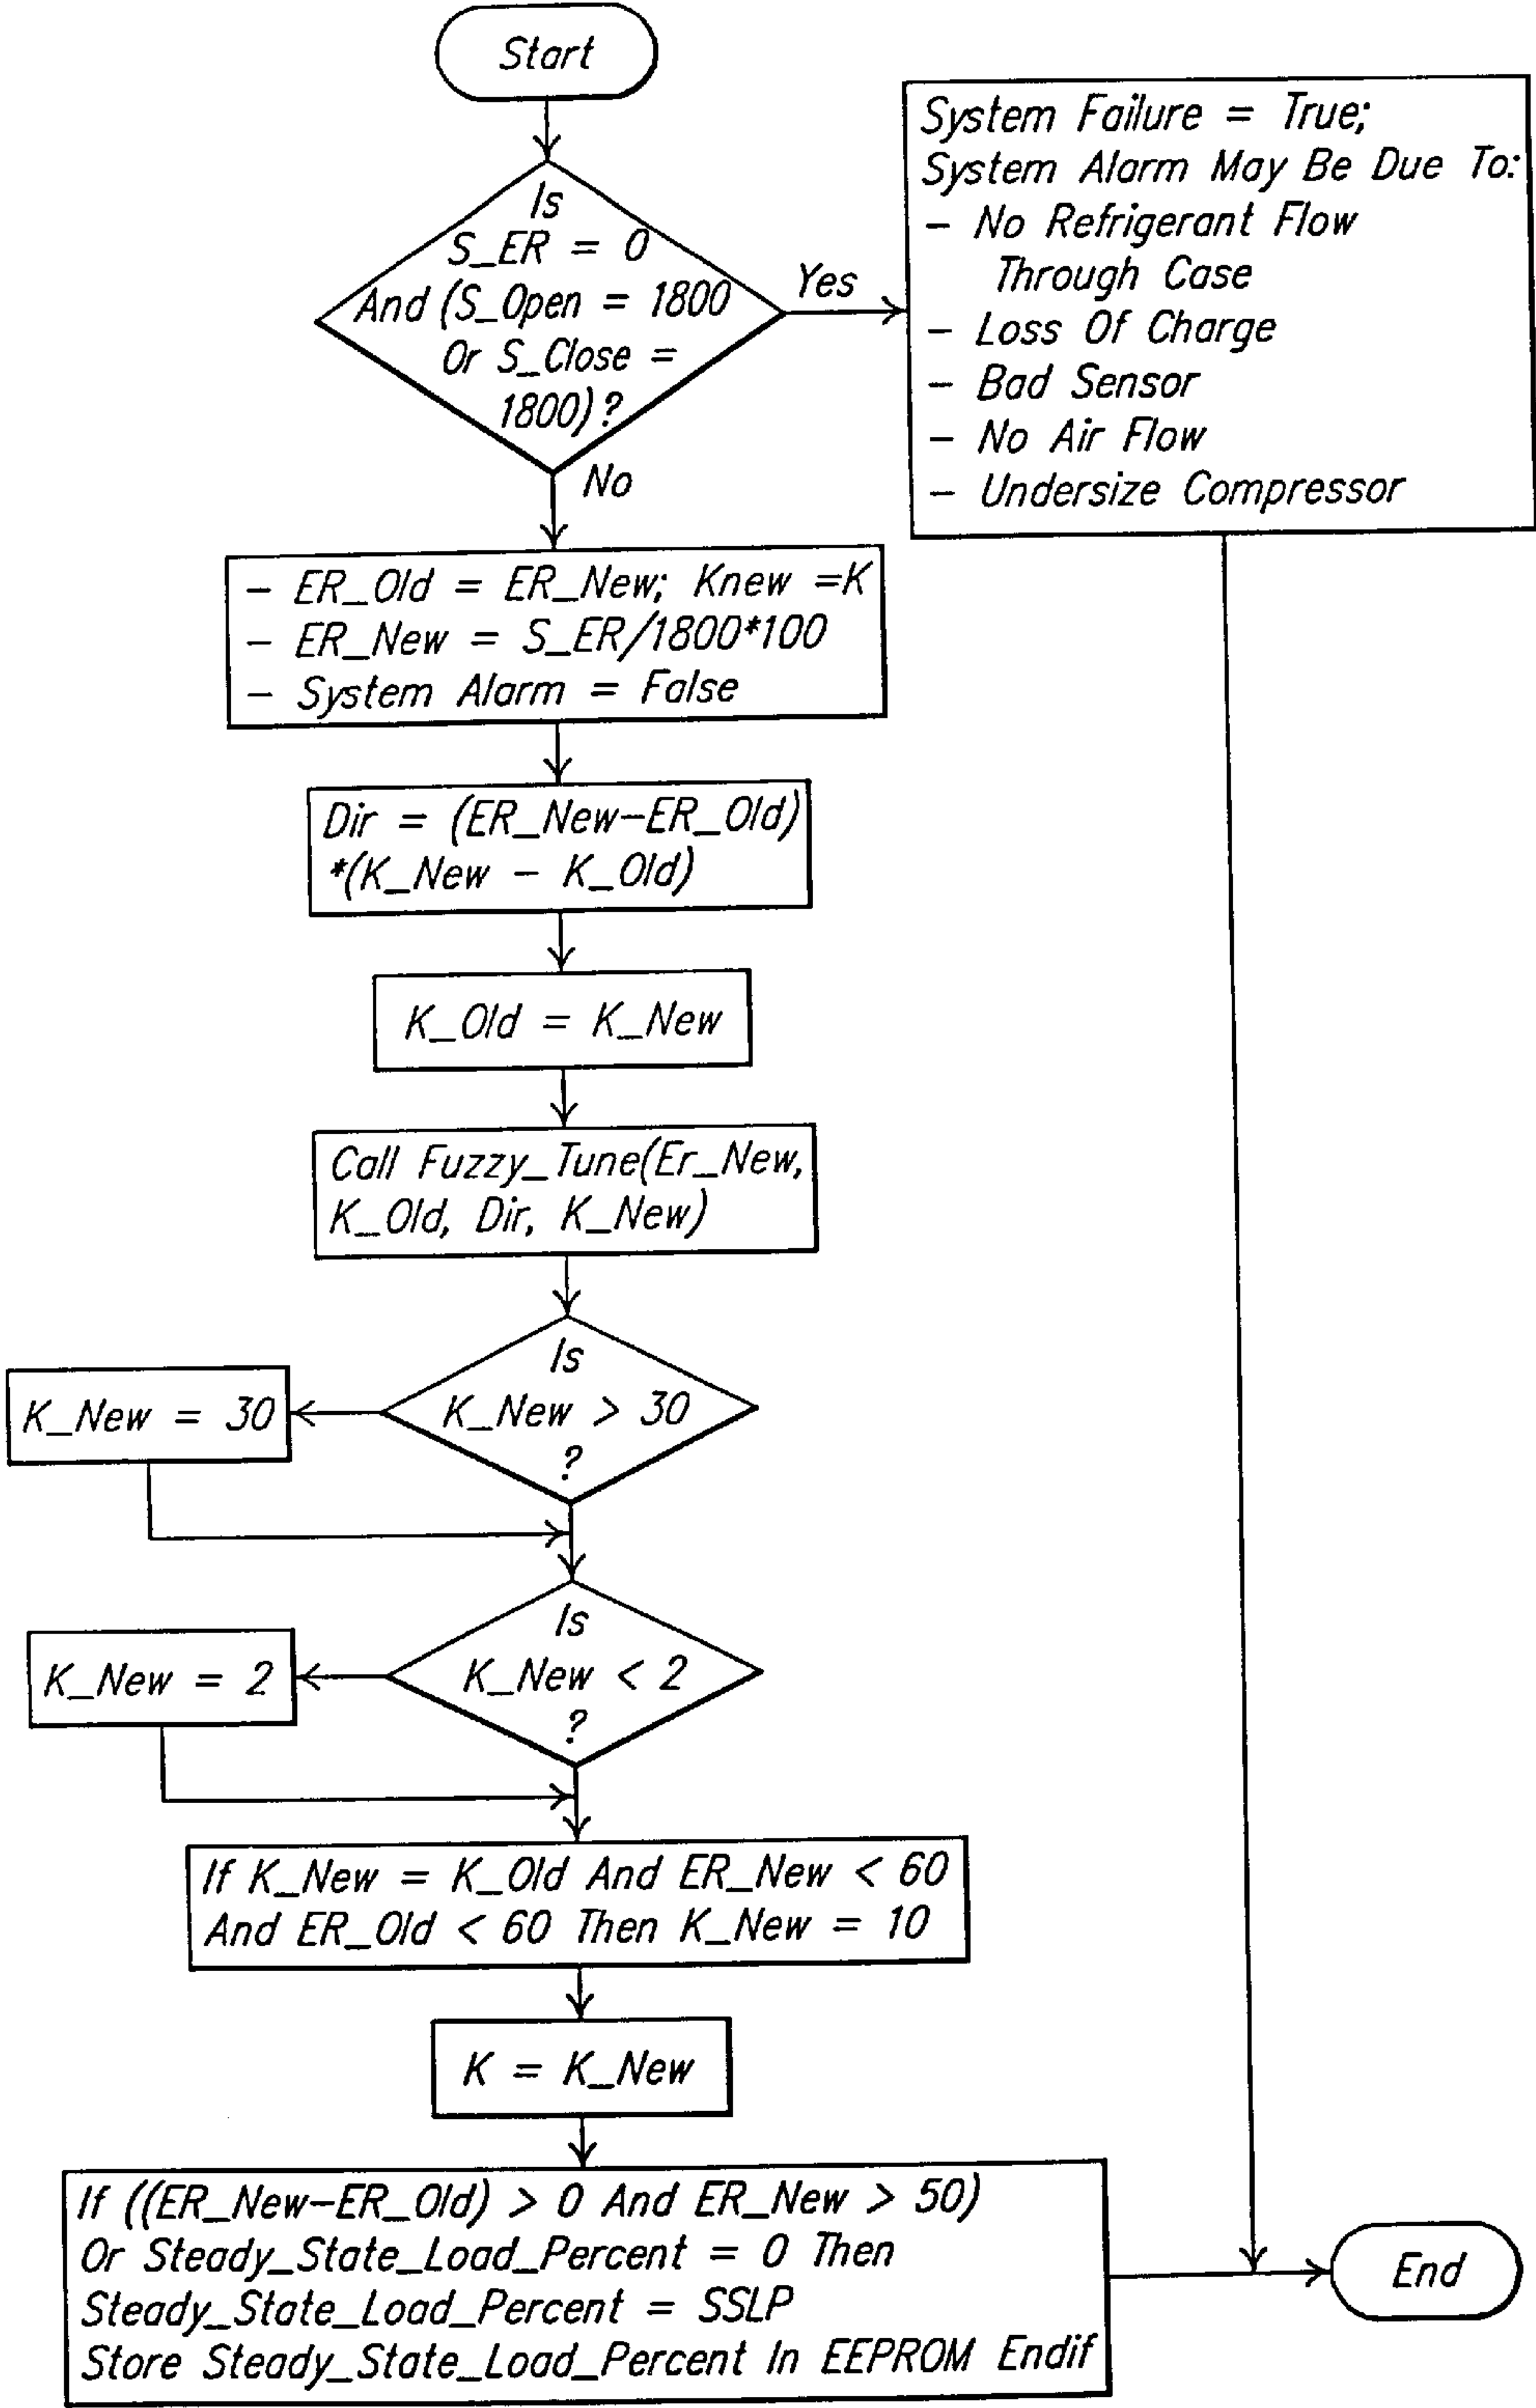 Start
Is
S_ER = 0
And (S_Open = 1800
Or S_Close =
1800)?
Yes
No
System Failure = True;
System Alarm May Be Due To:
- No Refrigerant Flow
Through Case
- Loss Of Charge
- Bad Sensor
- No Air Flow
- Undersize Compressor
- ER_Old = ER_New; Knew =K
- ER_New = S_ER/1800*100
- System Alarm = False
Dir = (ER_New-ER_Old)
*(K_New - K_Old)
K_Old = K_New
Call Fuzzy_Tune(Er_New,
K_Old, Dir, K_New)
Is
K_New > 30
?
K_New = 30
Is
K_New < 2
?
K_New = 2
If K_New = K_Old And ER_New < 60
And ER_Old < 60 Then K_New = 10
K = K_New
If ((ER_New-ER_Old) > 0 And ER_New > 50)
Or Steady_State_Load_Percent = 0 Then
Steady_State_Load_Percent = SSLP
Store Steady_State_Load_Percent In EEPROM Endif
End